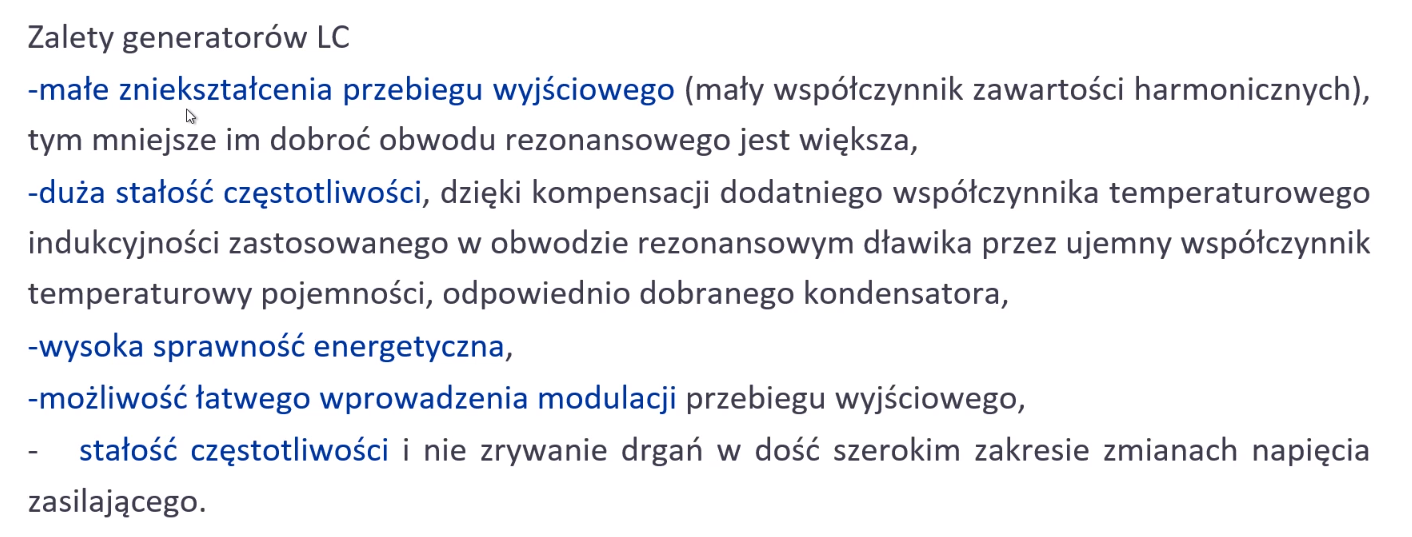 Zalety generatorów LC
-małe zniekształcenia przebiegu wyjściowego (mały współczynnik zawartości harmonicznych),
tym mniejsze im dobroć obwodu rezonansowego jest większa,
-duża stałość częstotliwości, dzięki kompensacji dodatniego współczynnika temperaturowego
indukcyjności zastosowanego w obwodzie rezonansowym dławika przez ujemny współczynnik
temperaturowy pojemności, odpowiednio dobranego kondensatora,
-wysoka sprawność energetyczna,
-możliwość łatwego wprowadzenia modulacji przebiegu wyjściowego,
- stałość częstotliwości i nie zrywanie drgań w dość szerokim zakresie zmianach napięcia
zasilającego.